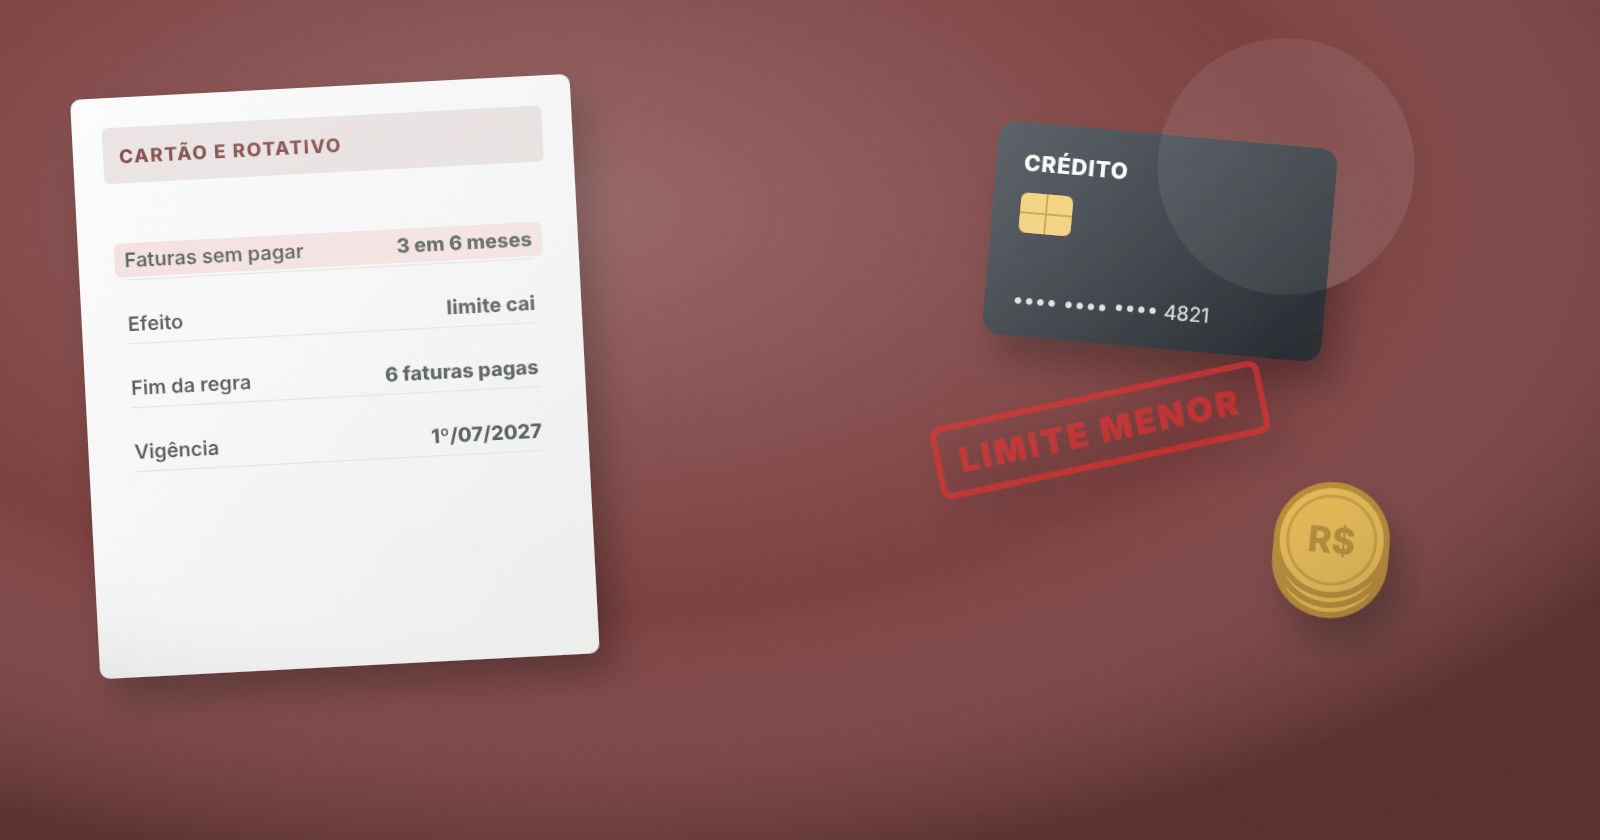 CARTÃO E ROTATIVO
Faturas sem pagar 3 em 6 meses
Efeito limite cai
Fim da regra 6 faturas pagas
Vigência 1º/07/2027
CRÉDITO
•••• •••• •••• 4821
LIMITE MENOR
R$